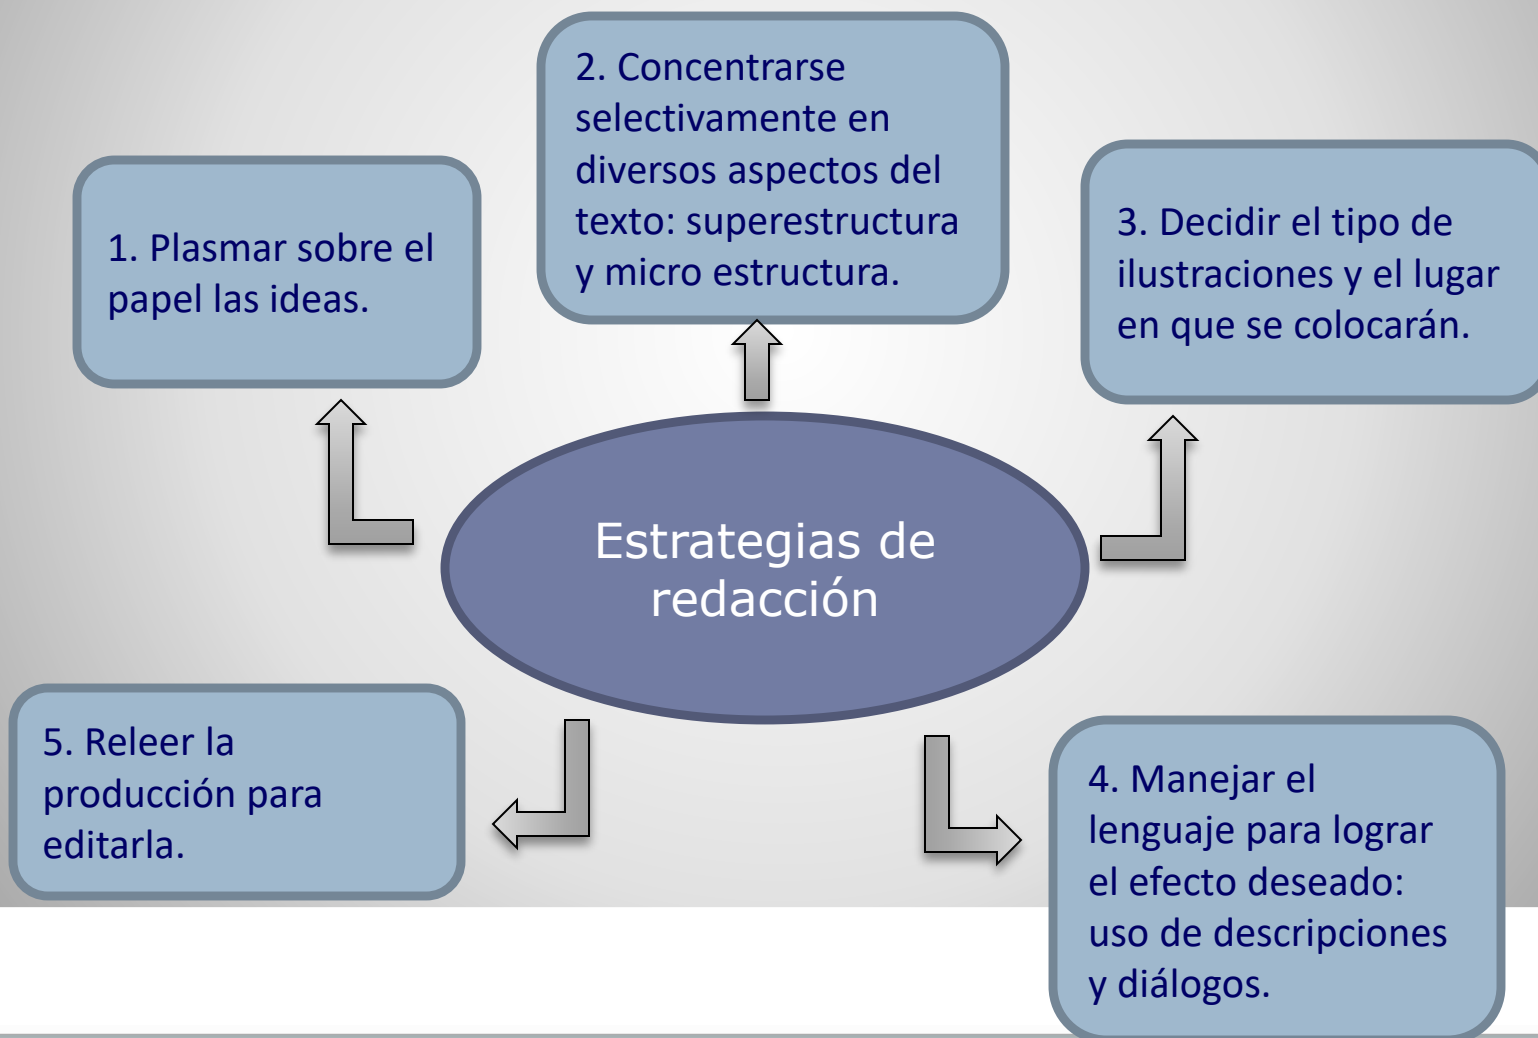 1. Plasmar sobre el
papel las ideas.
2. Concentrarse
selectivamente en
diversos aspectos del
texto: superestructura
y micro estructura.
3. Decidir el tipo de
ilustraciones y el lugar
en que se colocarán.
Estrategias de
redacción
4. Manejar el
lenguaje para lograr
el efecto deseado:
uso de descripciones
y diálogos.
5. Releer la
producción para
editarla.